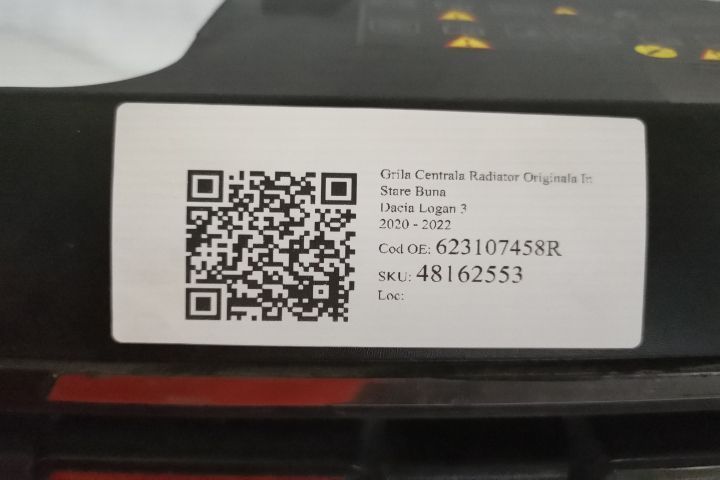 Grila Centrala Radiator Originala In
Stare Buna
Dacia Logan 3
2020 - 2022
Cod OE: 623107458R
SKU: 48162553
Loc: